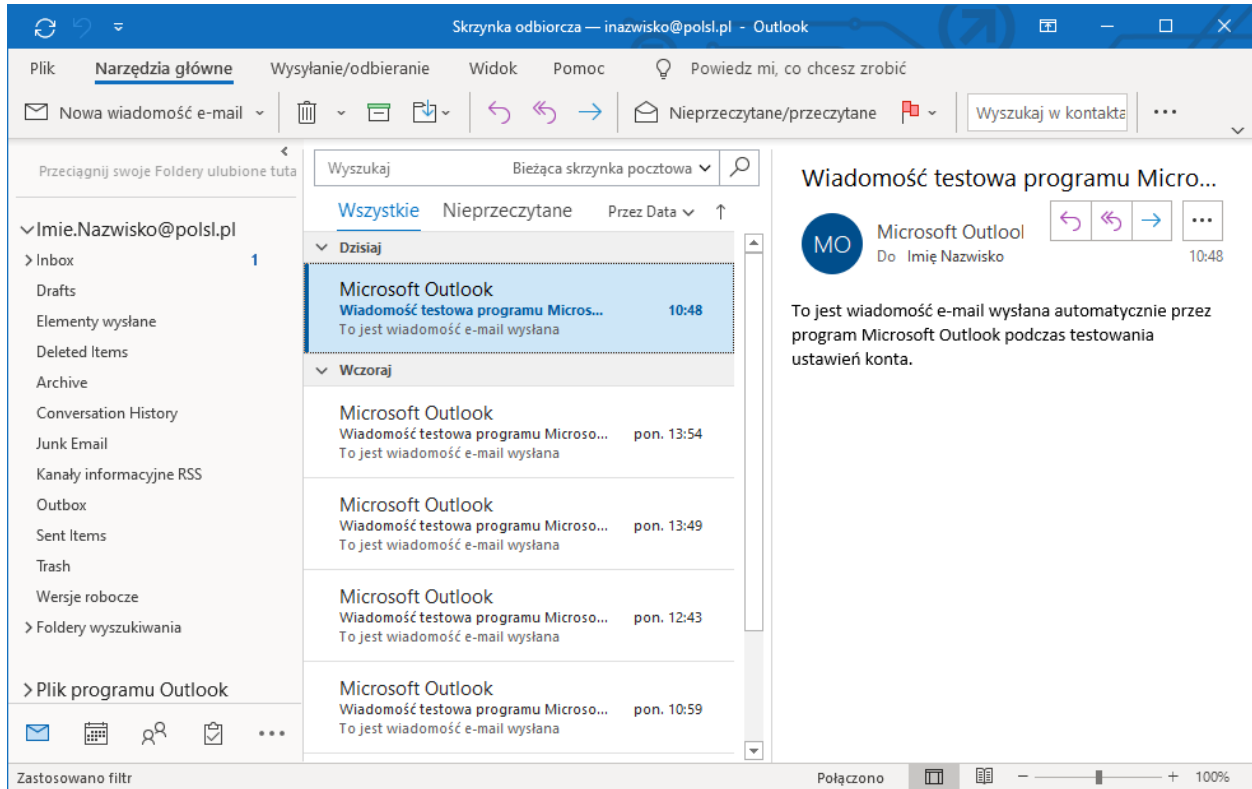 Skrzynka odbiorcza — inazwisko@polsl.pl - Outlook
Plik Narzędzia główne Wysyłanie/odbieranie Widok Pomoc Powiedz mi, co chcesz zrobić
Nowa wiadomość e-mail Nieprzeczytane/przeczytane Wyszukaj w kontakta
Przeciągnij swoje Foldery ulubione tuta
Imie.Nazwisko@polsl.pl
Inbox 1
Drafts
Elementy wysłane
Deleted Items
Archive
Conversation History
Junk Email
Kanały informacyjne RSS
Outbox
Sent Items
Trash
Wersje robocze
Foldery wyszukiwania
Plik programu Outlook
Wyszukaj Bieżąca skrzynka pocztowa
Wszystkie Nieprzeczytane Przez Data
Dzisiaj
Microsoft Outlook
Wiadomość testowa programu Micros... 10:48
To jest wiadomość e-mail wysłana
Wczoraj
Microsoft Outlook
Wiadomość testowa programu Microso... pon. 13:54
To jest wiadomość e-mail wysłana
Microsoft Outlook
Wiadomość testowa programu Microso... pon. 13:49
To jest wiadomość e-mail wysłana
Microsoft Outlook
Wiadomość testowa programu Microso... pon. 12:43
To jest wiadomość e-mail wysłana
Microsoft Outlook
Wiadomość testowa programu Microso... pon. 10:59
To jest wiadomość e-mail wysłana
Wiadomość testowa programu Micro...
MO
Microsoft Outlool
Do Imię Nazwisko 10:48
To jest wiadomość e-mail wysłana automatycznie przez
program Microsoft Outlook podczas testowania
ustawień konta.
Zastosowano filtr Połączono 100%